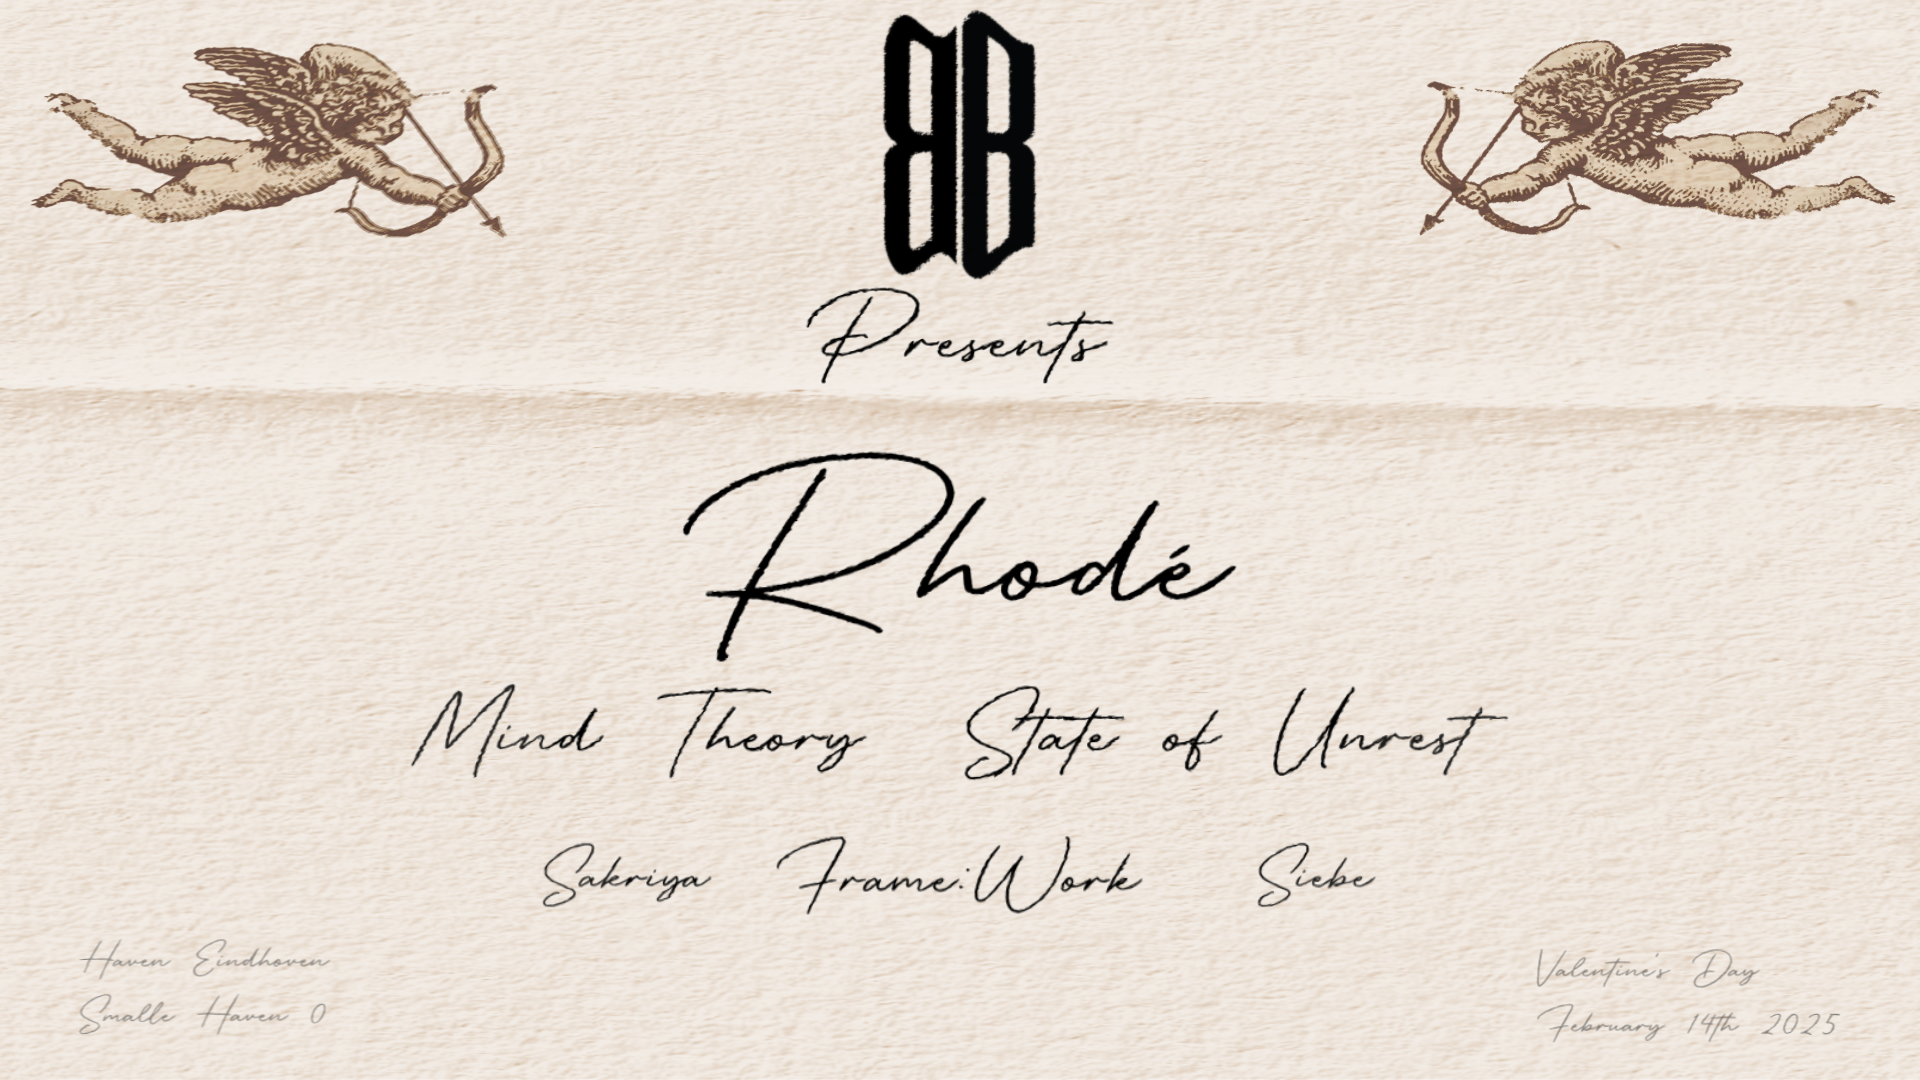 BB
Presents
Rhodé
Mind Theory State of Unrest
Sakriya Frame:Work Siebe
Haven Eindhoven
Smalle Haven 0
Valentine's Day
February 14th 2025